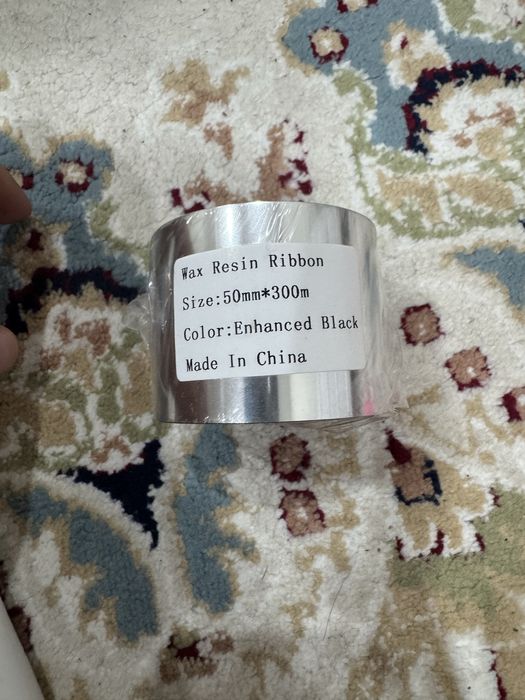 Wax Resin Ribbon
Size:50mm*300m
Color:Enhanced Black
Made In China